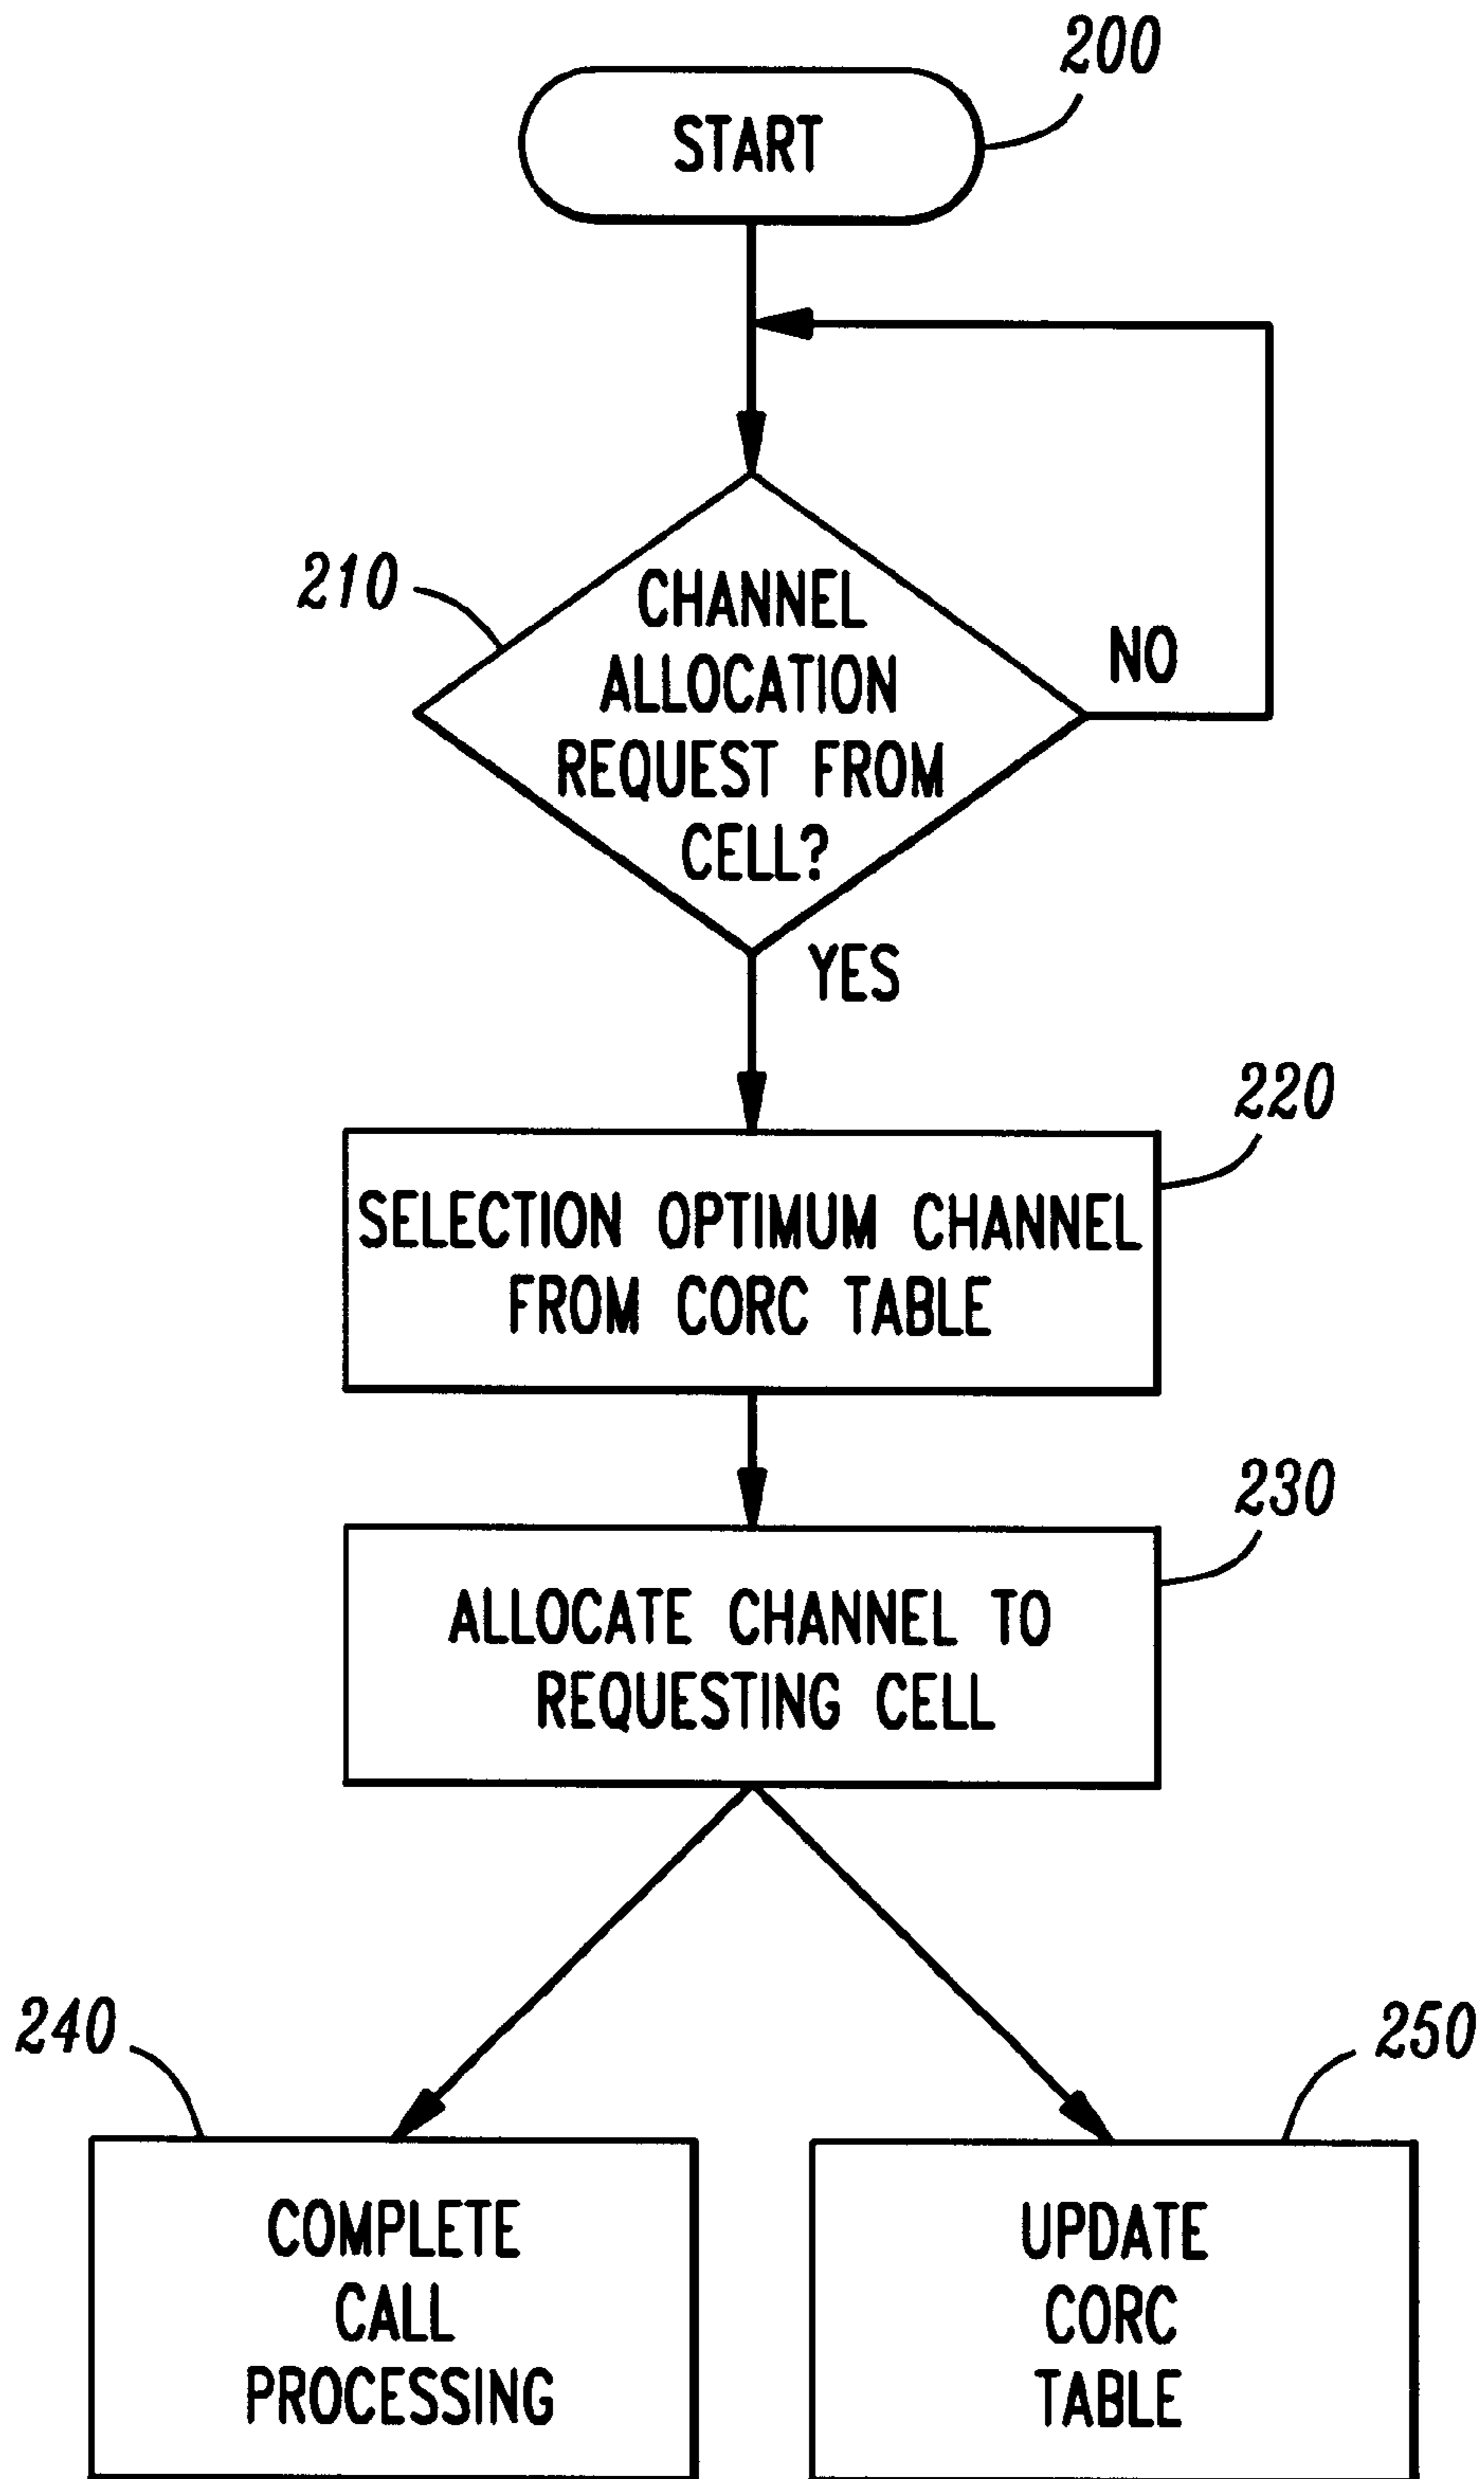 200
START
210
CHANNEL
ALLOCATION
REQUEST FROM
CELL?
NO
YES
220
SELECTION OPTIMUM CHANNEL
FROM CORC TABLE
230
ALLOCATE CHANNEL TO
REQUESTING CELL
240
250
COMPLETE
CALL
PROCESSING
UPDATE
CORC
TABLE